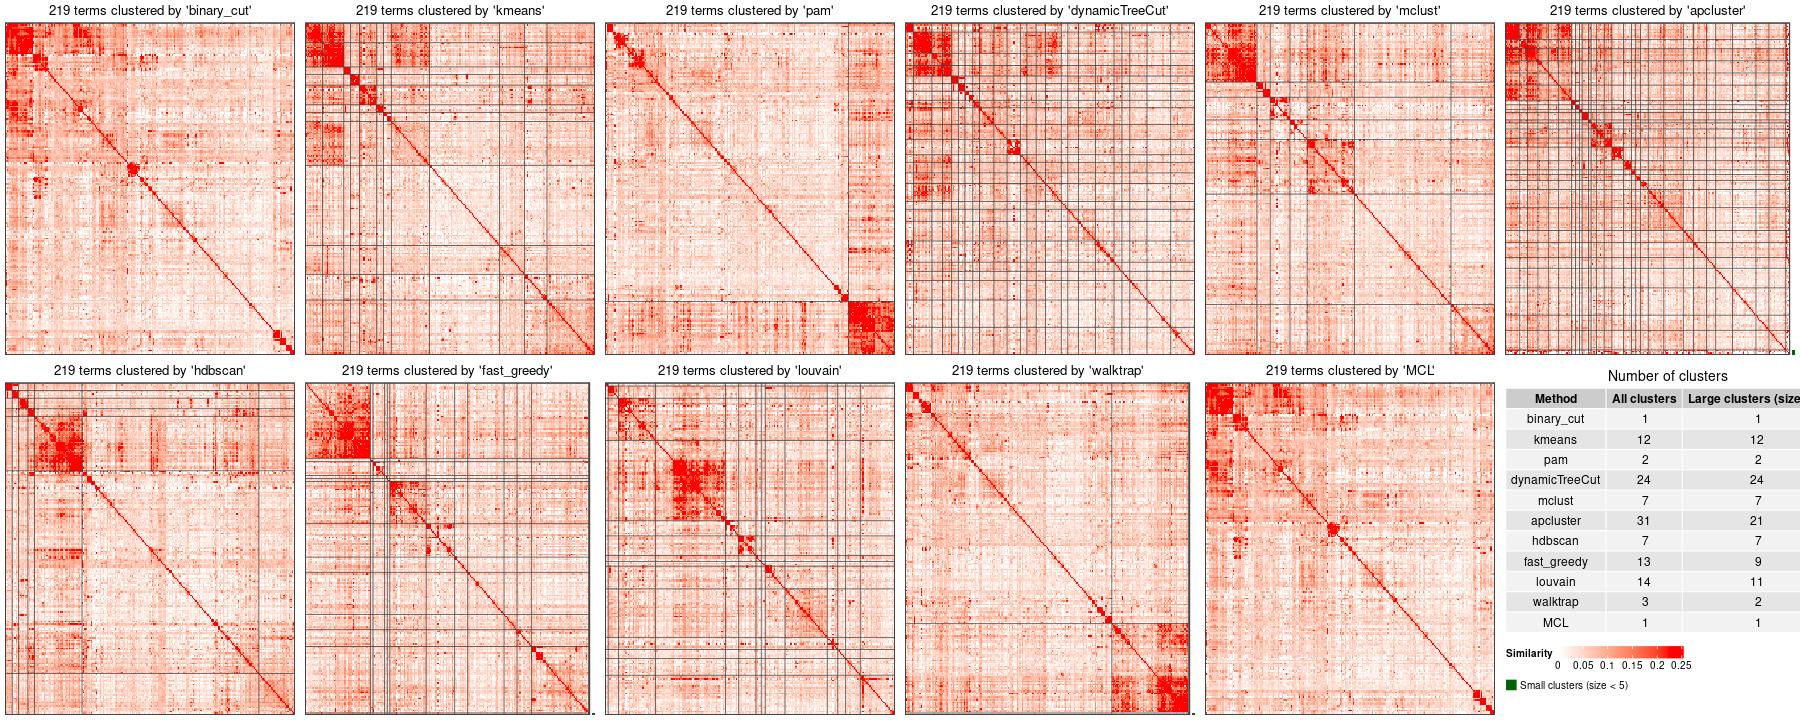 219 terms clustered by 'binary_cut'
219 terms clustered by 'kmeans'
219 terms clustered by 'pam'
219 terms clustered by 'dynamicTreeCut'
219 terms clustered by 'mclust'
219 terms clustered by 'apcluster'
219 terms clustered by 'hdbscan'
219 terms clustered by 'fast_greedy'
219 terms clustered by 'louvain'
219 terms clustered by 'walktrap'
219 terms clustered by 'MCL'
Number of clusters
Method All clusters Large clusters (size
binary_cut 1 1
kmeans 12 12
pam 2 2
dynamicTreeCut 24 24
mclust 7 7
apcluster 31 21
hdbscan 7 7
fast_greedy 13 9
louvain 14 11
walktrap 3 2
MCL 1 1
Similarity
0 0.05 0.1 0.15 0.2 0.25
Small clusters (size < 5)